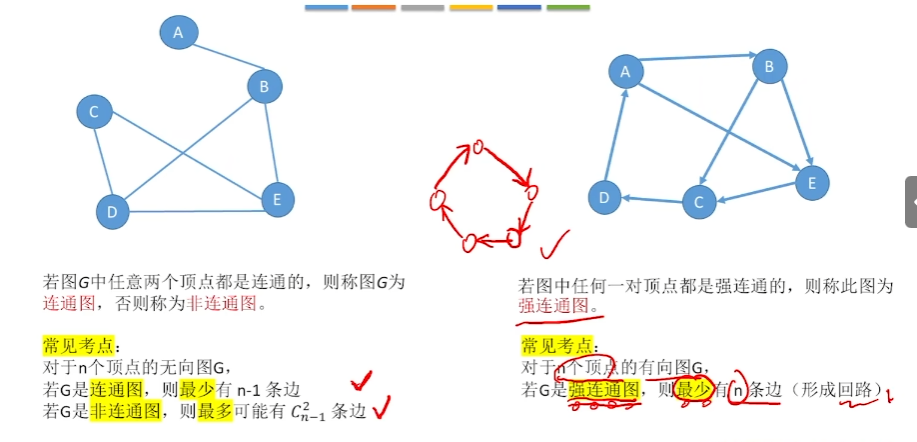 A
B
C
D
E
A
B
C
D
E
若图G中任意两个顶点都是连通的，则称图G为
连通图，否则称为非连通图。
常见考点：
对于n个顶点的无向图G，
若G是连通图，则最少有 n-1 条边
若G是非连通图，则最多可能有 C²ₙ₋₁ 条边
若图中任何一对顶点都是强连通的，则称此图为
强连通图。
常见考点：
对于n个顶点的有向图G，
若G是强连通图，则最少有 n 条边（形成回路）